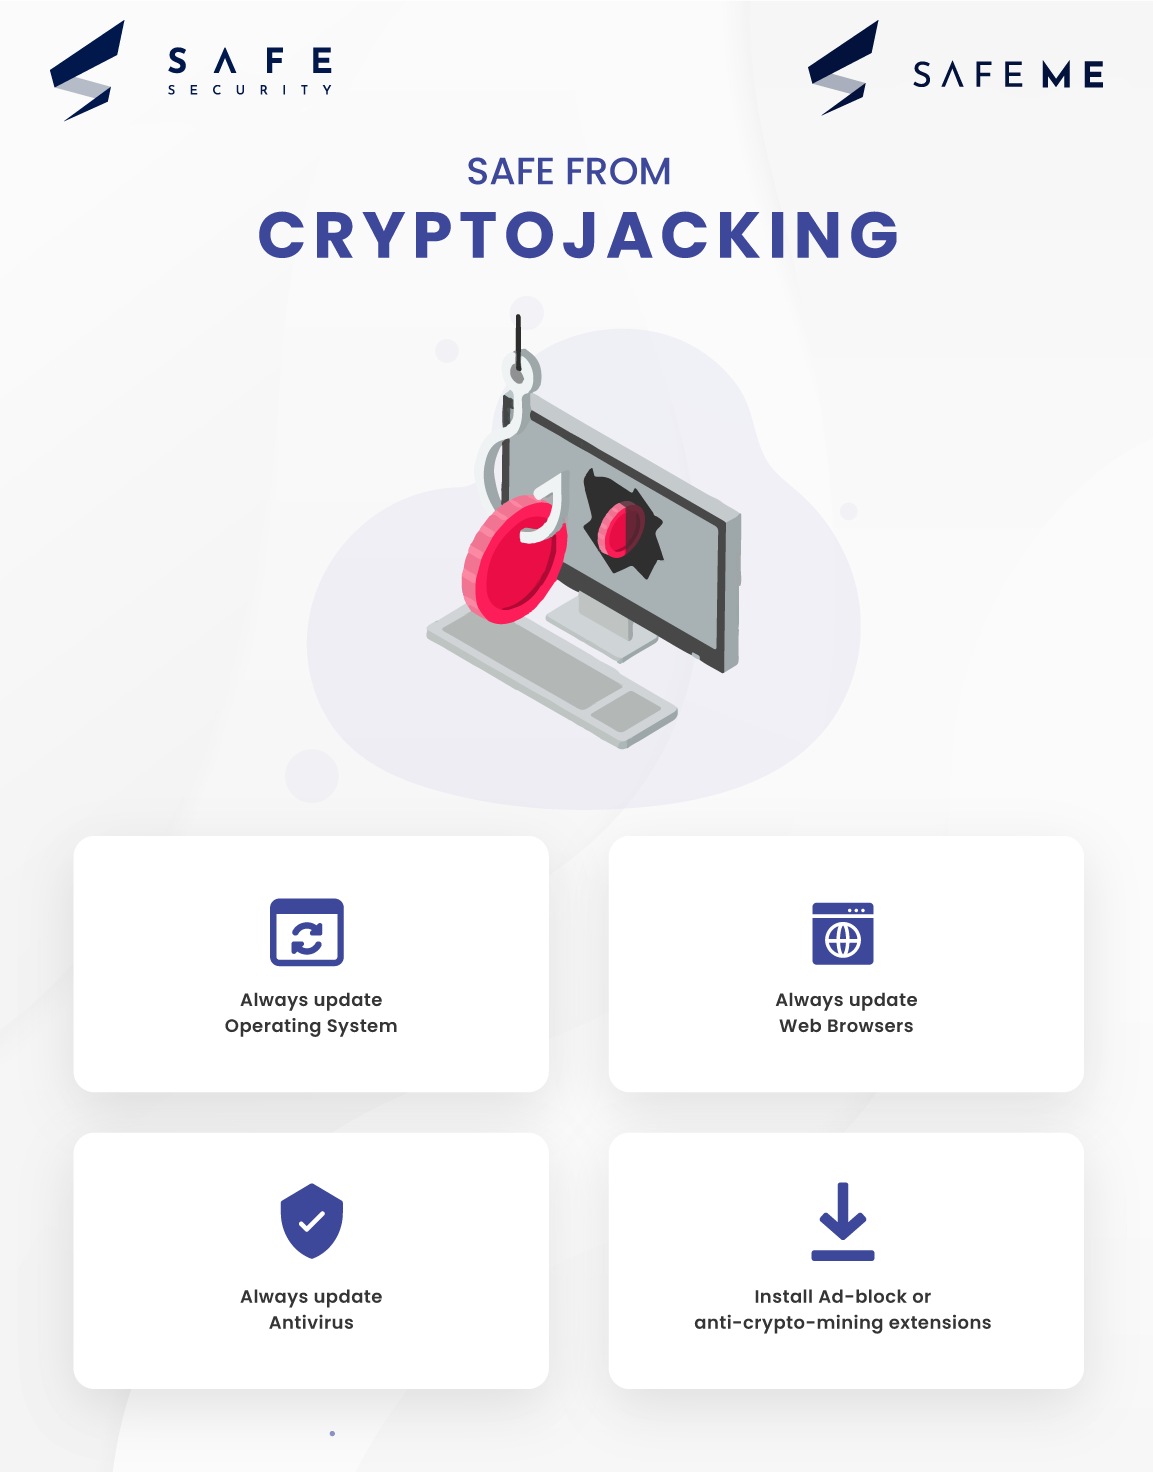 SAFE
SECURITY
SAFE ME
SAFE FROM
CRYPTOJACKING
Always update
Operating System
Always update
Web Browsers
Always update
Antivirus
Install Ad-block or
anti-crypto-mining extensions